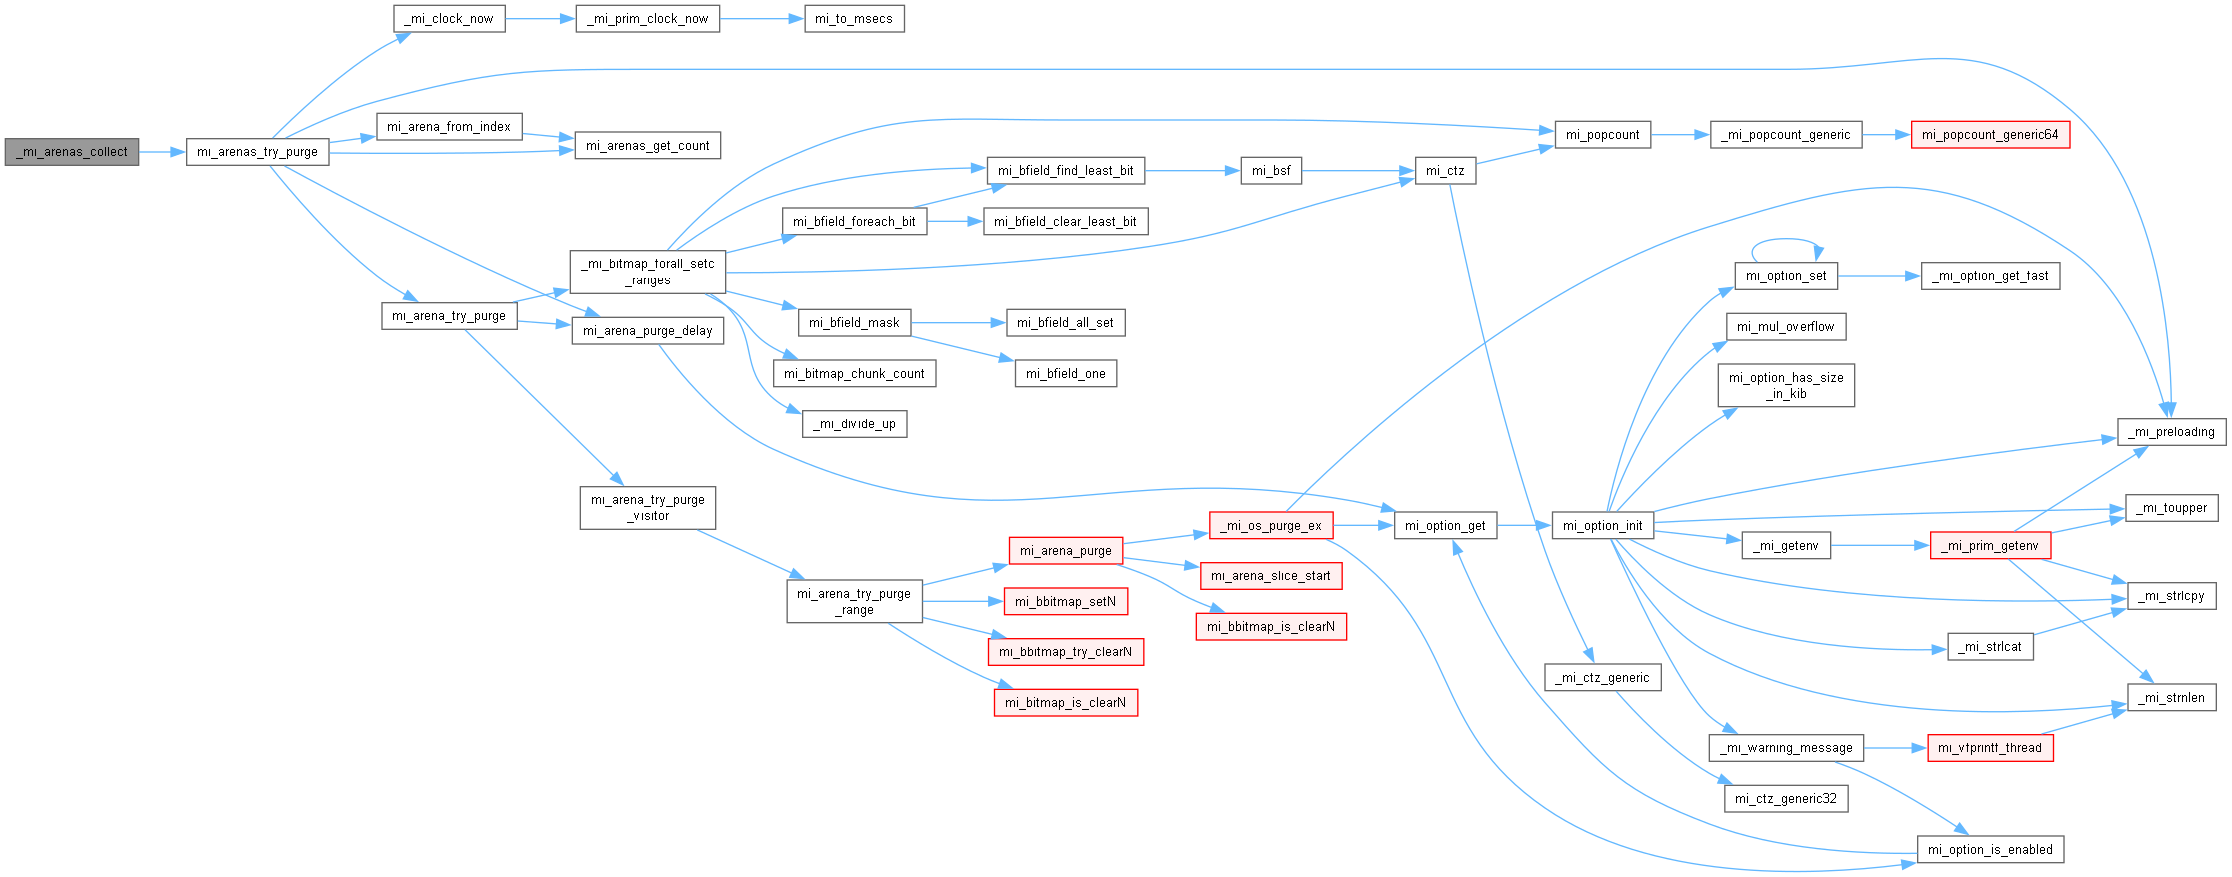 _mi_clock_now
_mi_prim_clock_now
mi_to_msecs
mi_arena_from_index
mi_popcount
_mi_popcount_generic
mi_popcount_generic64
_mi_arenas_collect
mi_arenas_try_purge
mi_arenas_get_count
mi_bfield_find_least_bit
mi_bsf
mi_ctz
mi_bfield_foreach_bit
mi_bfield_clear_least_bit
_mi_bitmap_forall_setc
_ranges
mi_option_set
_mi_option_get_fast
mi_arena_try_purge
mi_arena_purge_delay
mi_bfield_mask
mi_bfield_all_set
mi_mul_overflow
mi_bitmap_chunk_count
mi_bfield_one
mi_option_has_size
_in_kib
_mi_divide_up
_mi_preloading
mi_arena_try_purge
_visitor
_mi_os_purge_ex
mi_option_get
mi_option_init
_mi_toupper
mi_arena_purge
_mi_getenv
_mi_prim_getenv
mi_arena_slice_start
mi_arena_try_purge
_range
mi_bbitmap_setN
mi_bbitmap_is_clearN
_mi_strlcpy
mi_bbitmap_try_clearN
_mi_strlcat
_mi_ctz_generic
mi_bitmap_is_clearN
_mi_strnlen
_mi_warning_message
mi_vfprintf_thread
mi_ctz_generic32
mi_option_is_enabled